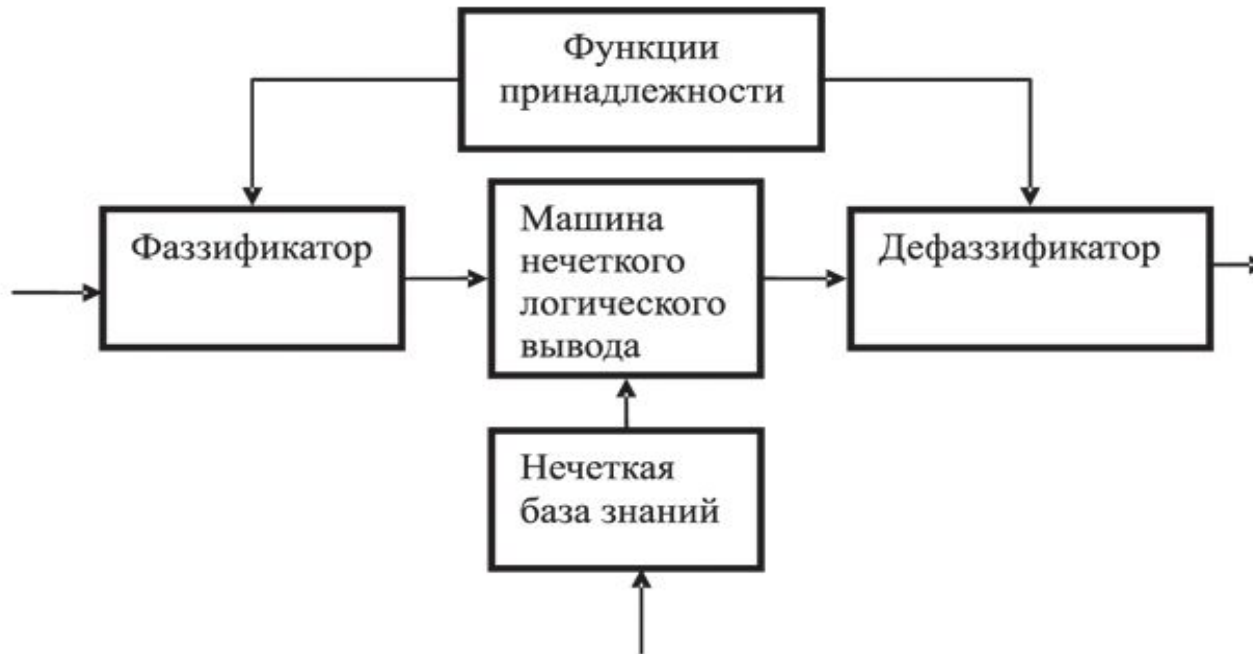 Функции
принадлежности
Фаззификатор
Машина
нечеткого
логического
вывода
Дефаззификатор
Нечеткая
база знаний